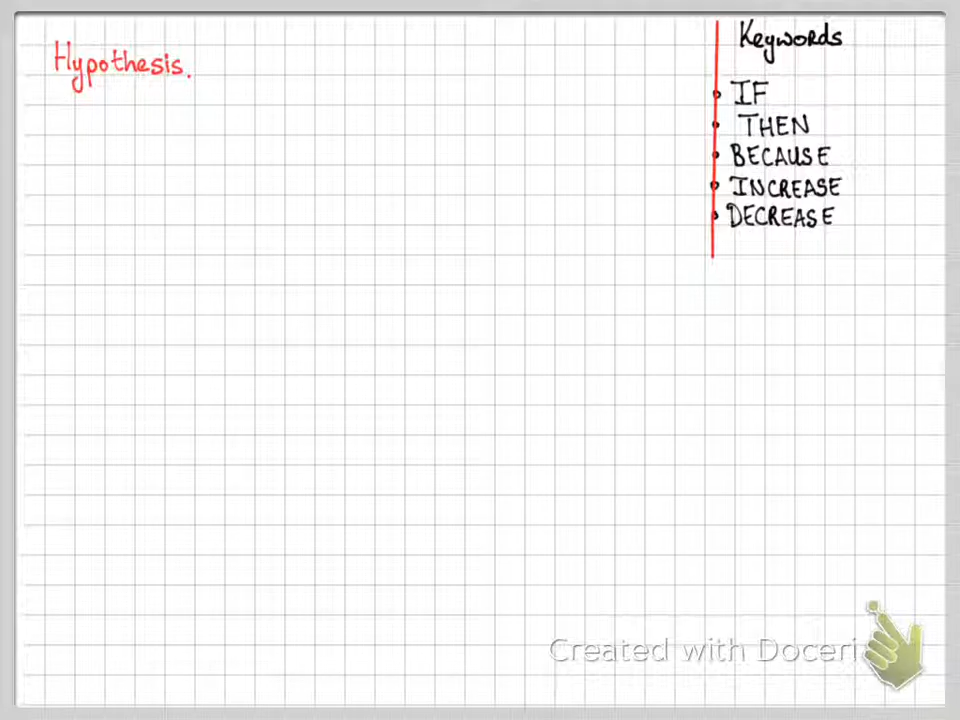 Hypothesis.
Keywords
• IF
• THEN
• BECAUSE
• INCREASE
• DECREASE
Created with Doceri